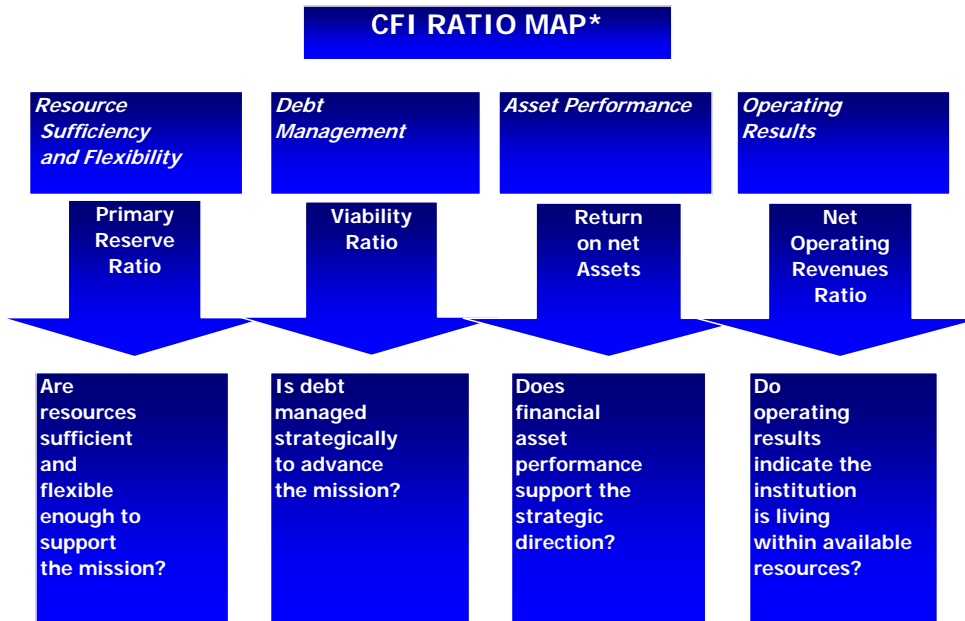 CFI RATIO MAP*
Resource
Sufficiency
and Flexibility
Debt
Management
Asset Performance
Operating
Results
Primary
Reserve
Ratio
Viability
Ratio
Return
on net
Assets
Net
Operating
Revenues
Ratio
Are
resources
sufficient
and
flexible
enough to
support
the mission?
Is debt
managed
strategically
to advance
the mission?
Does
financial
asset
performance
support the
strategic
direction?
Do
operating
results
indicate the
institution
is living
within available
resources?